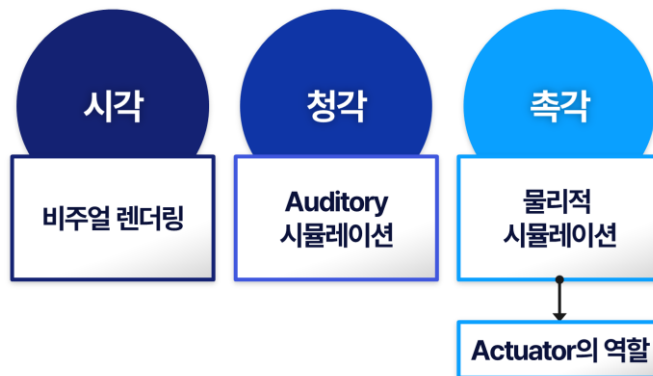 시각
청각
촉각
비주얼 렌더링
Auditory
시뮬레이션
물리적
시뮬레이션
Actuator의 역할